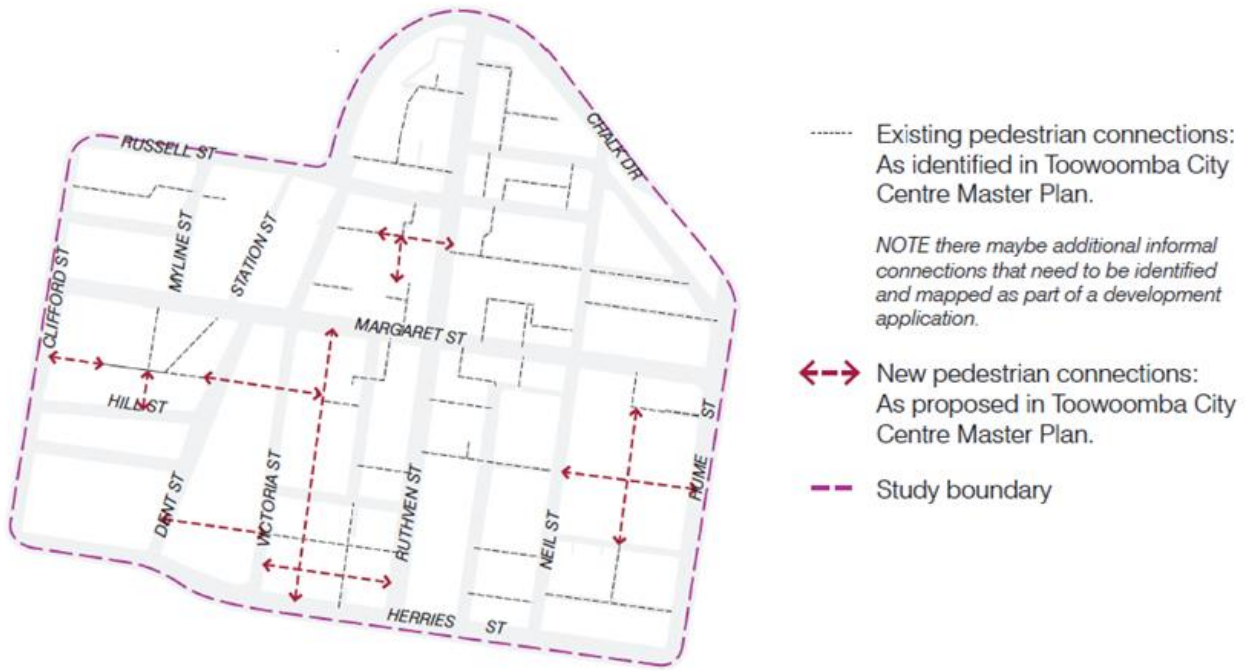 RUSSELL ST
CHALK DR
CLIFFORD ST
MYLINE ST
STATION ST
MARGARET ST
HILL ST
DENT ST
VICTORIA ST
RUTHVEN ST
NEIL ST
HUME ST
HERRIES ST
Existing pedestrian connections:
As identified in Toowoomba City
Centre Master Plan.
NOTE there maybe additional informal
connections that need to be identified
and mapped as part of a development
application.
New pedestrian connections:
As proposed in Toowoomba City
Centre Master Plan.
Study boundary